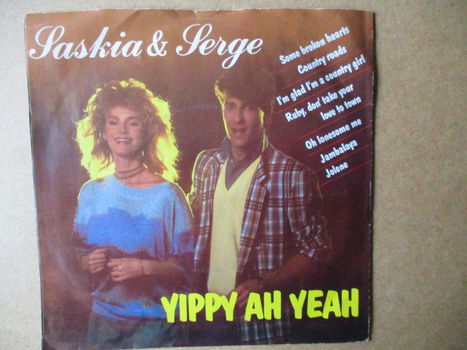 Saskia & Serge
Some broken hearts
Country roads
I'm glad I'm a country girl
Ruby, don' take your
love to town
Oh lonesome me
Jambalaya
Jolene
YIPPY AH YEAH